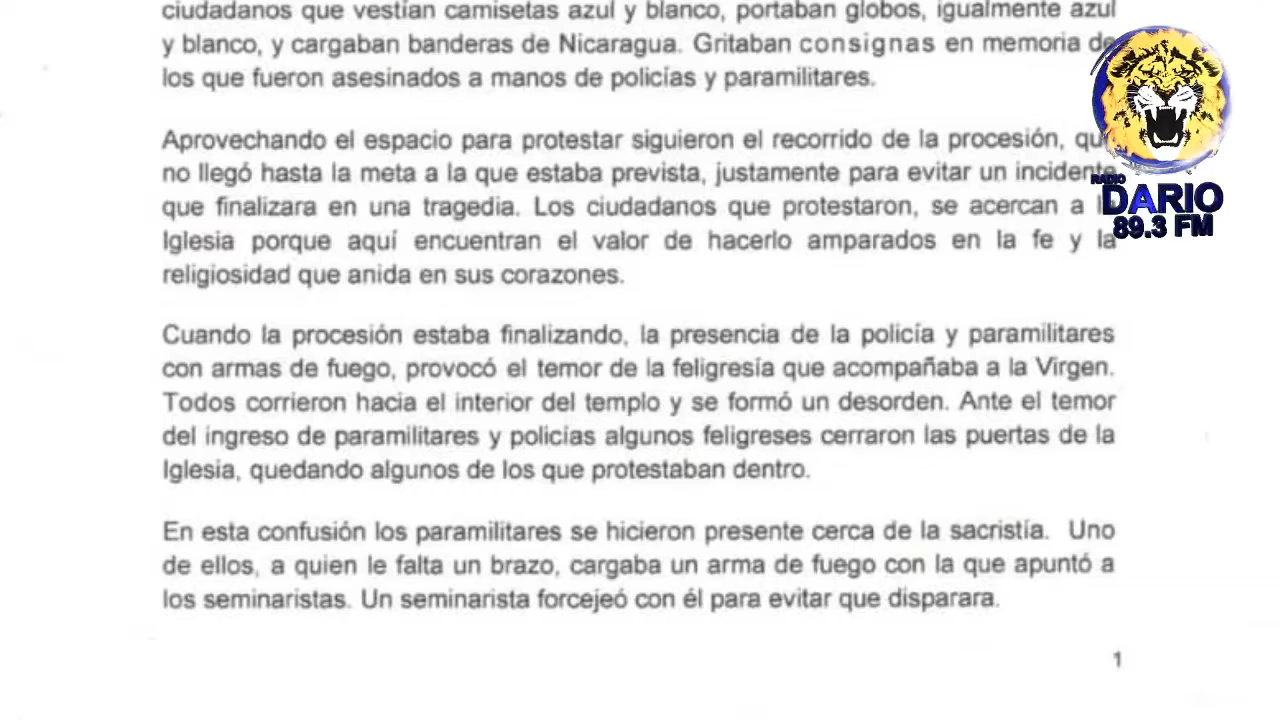 ciudadanos que vestían camisetas azul y blanco, portaban globos, igualmente azul
y blanco, y cargaban banderas de Nicaragua. Gritaban consignas en memoria de
los que fueron asesinados a manos de policías y paramilitares.
Aprovechando el espacio para protestar siguieron el recorrido de la procesión, que
no llegó hasta la meta a la que estaba prevista, justamente para evitar un incidente
que finalizara en una tragedia. Los ciudadanos que protestaron, se acercan a la
Iglesia porque aquí encuentran el valor de hacerlo amparados en la fe y la
religiosidad que anida en sus corazones.
Cuando la procesión estaba finalizando, la presencia de la policía y paramilitares
con armas de fuego, provocó el temor de la feligresía que acompañaba a la Virgen.
Todos corrieron hacia el interior del templo y se formó un desorden. Ante el temor
del ingreso de paramilitares y policías algunos feligreses cerraron las puertas de la
Iglesia, quedando algunos de los que protestaban dentro.
En esta confusión los paramilitares se hicieron presente cerca de la sacristía. Uno
de ellos, a quien le falta un brazo, cargaba un arma de fuego con la que apuntó a
los seminaristas. Un seminarista forcejeó con él para evitar que disparara.
1
RADIO
DARIO
89.3 FM